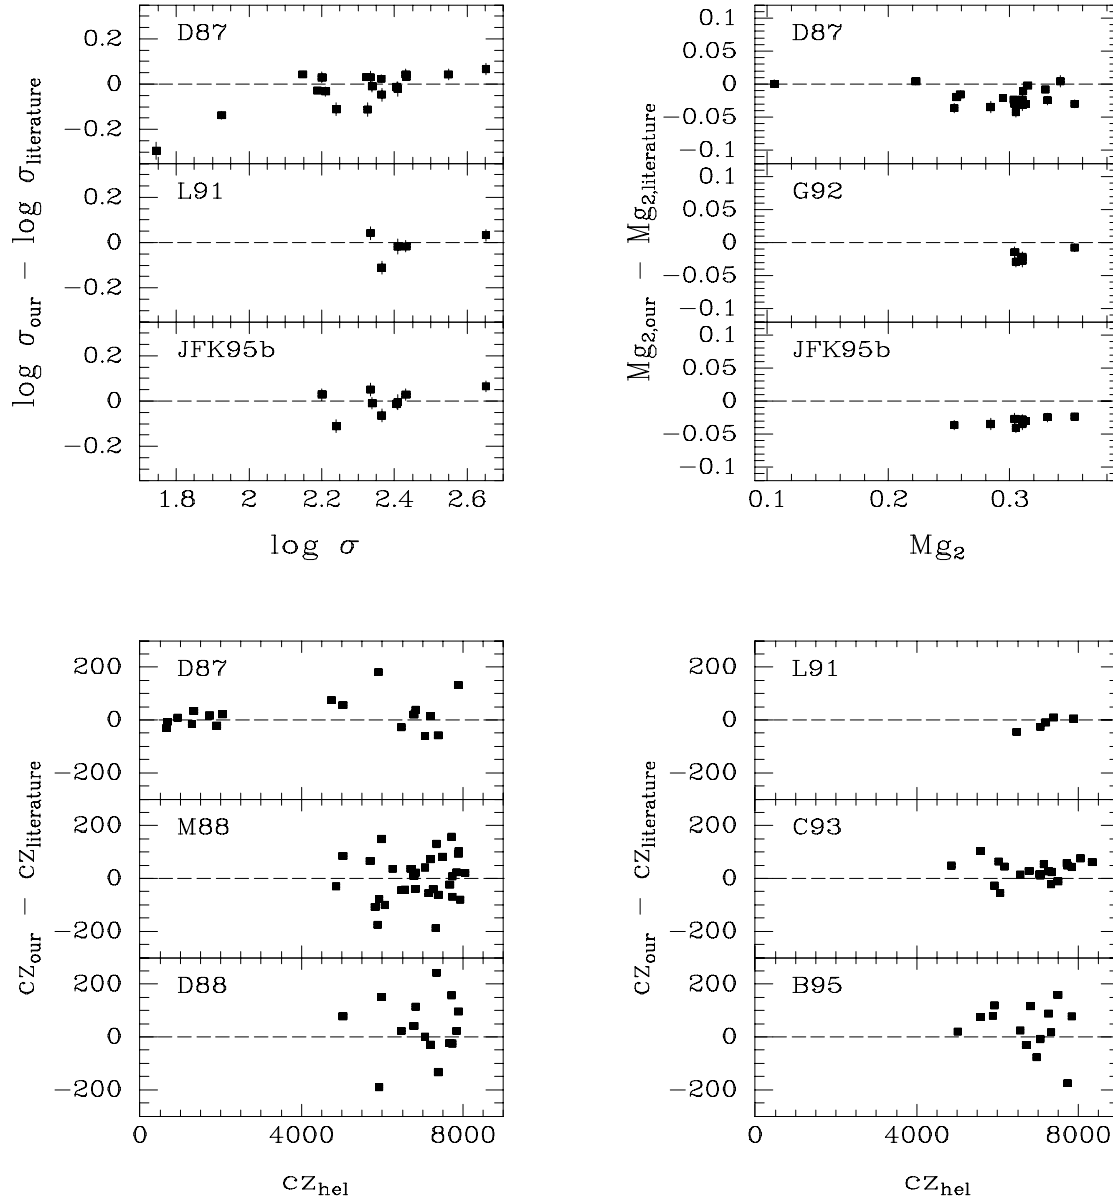 log σour − log σliterature
D87
0.2
0
−0.2
L91
0.2
0
−0.2
JFK95b
0.2
0
−0.2
1.8 2 2.2 2.4 2.6
log σ
Mg2,our − Mg2,literature
D87
0.1
0.05
0
−0.05
−0.1
G92
0.1
0.05
0
−0.05
−0.1
JFK95b
0.1
0.05
0
−0.05
−0.1
0.1 0.2 0.3
Mg2
czour − czliterature
D87
200
0
−200
M88
200
0
−200
D88
200
0
−200
0 4000 8000
czhel
czour − czliterature
L91
200
0
−200
C93
200
0
−200
B95
200
0
−200
0 4000 8000
czhel